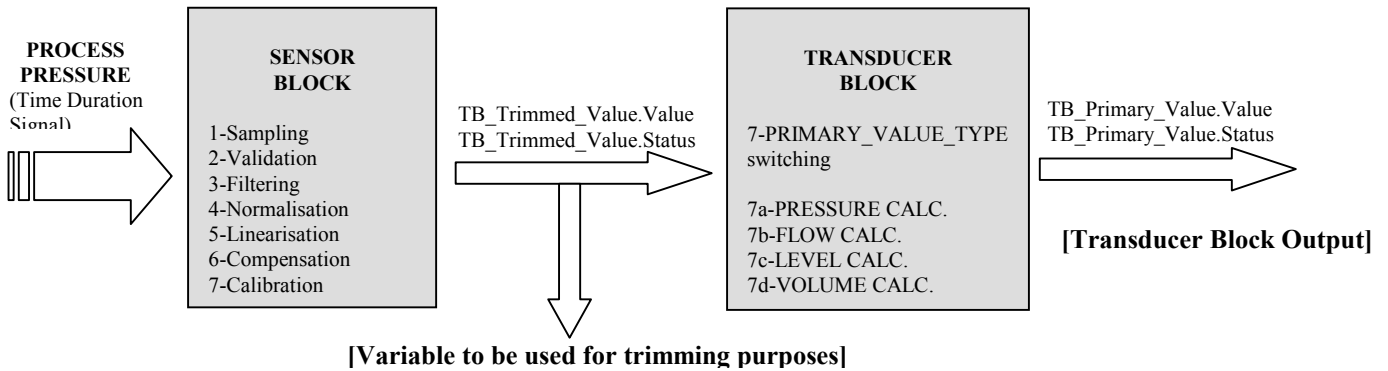 PROCESS
PRESSURE
(Time Duration
Signal)
SENSOR
BLOCK
1-Sampling
2-Validation
3-Filtering
4-Normalisation
5-Linearisation
6-Compensation
7-Calibration
TB_Trimmed_Value.Value
TB_Trimmed_Value.Status
TRANSDUCER
BLOCK
7-PRIMARY_VALUE_TYPE
switching
7a-PRESSURE CALC.
7b-FLOW CALC.
7c-LEVEL CALC.
7d-VOLUME CALC.
TB_Primary_Value.Value
TB_Primary_Value.Status
[Transducer Block Output]
[Variable to be used for trimming purposes]